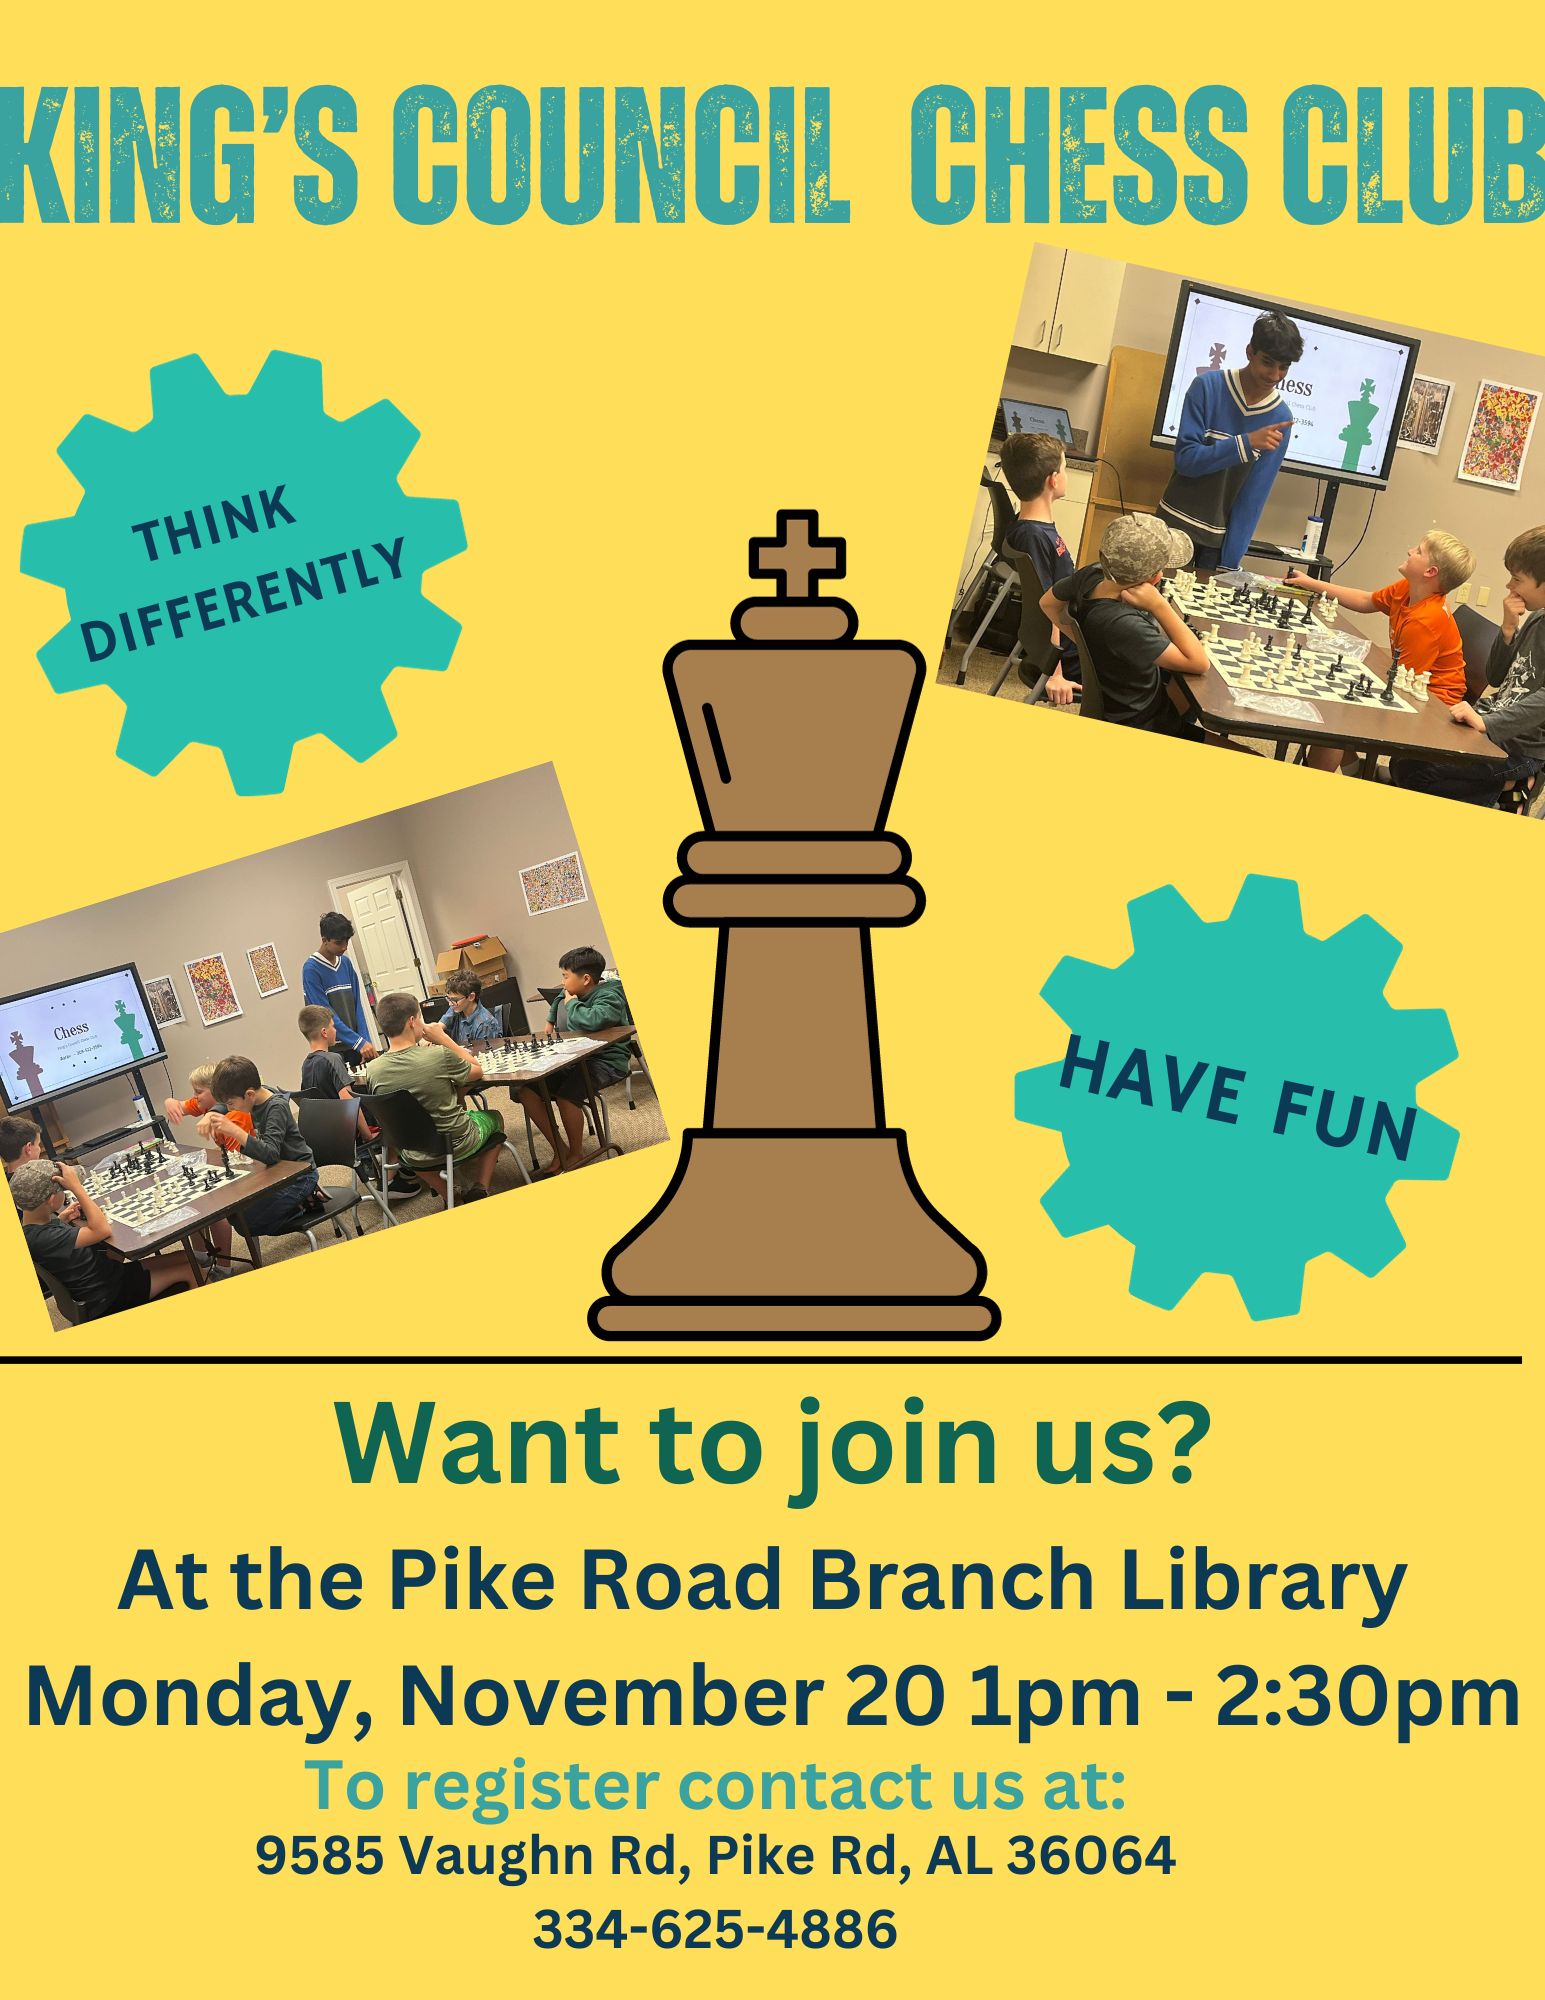 KING'S COUNCIL CHESS CLUB
THINK
DIFFERENTLY
Chess
HAVE FUN
Want to join us?
At the Pike Road Branch Library
Monday, November 20 1pm - 2:30pm
To register contact us at:
9585 Vaughn Rd, Pike Rd, AL 36064
334-625-4886